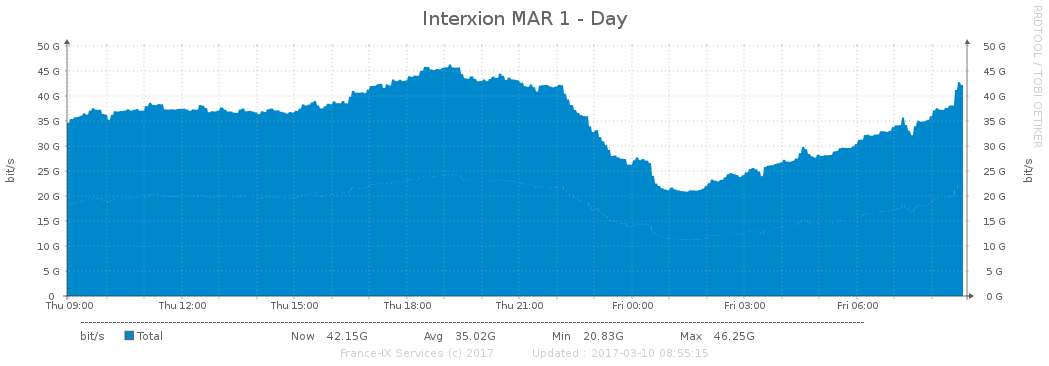 Interxion MAR 1 - Day
RRDTOOL / TOBI OETIKER
50 G 50 G
45 G 45 G
40 G 40 G
35 G 35 G
30 G 30 G
25 G 25 G
20 G 20 G
15 G 15 G
10 G 10 G
5 G 5 G
0 0 G
bit/s
bit/s
Thu 09:00 Thu 12:00 Thu 15:00 Thu 18:00 Thu 21:00 Fri 00:00 Fri 03:00 Fri 06:00
bit/s Total Now 42.15G Avg 35.02G Min 20.83G Max 46.25G
France-IX Services (c) 2017 Updated : 2017-03-10 08:55:15